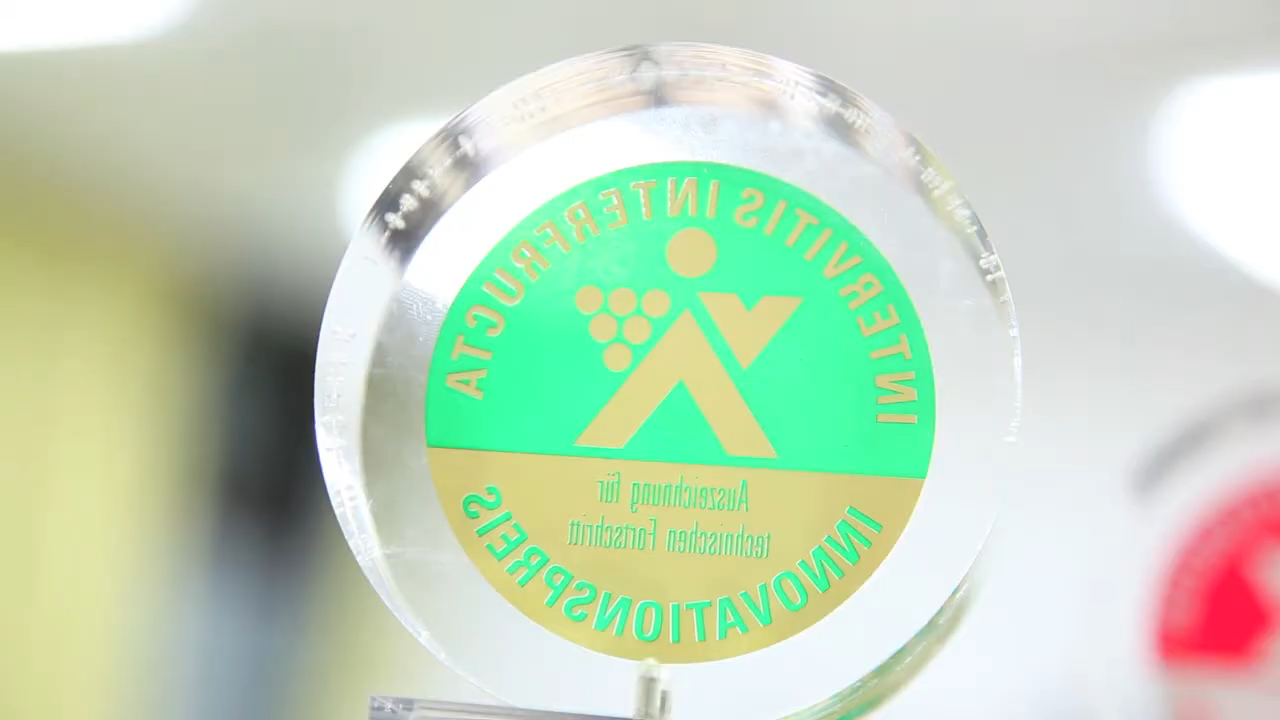 INTERVITIS INTERFRUCTA
Auszeichnung für
technischen Fortschritt
INNOVATIONSPREIS